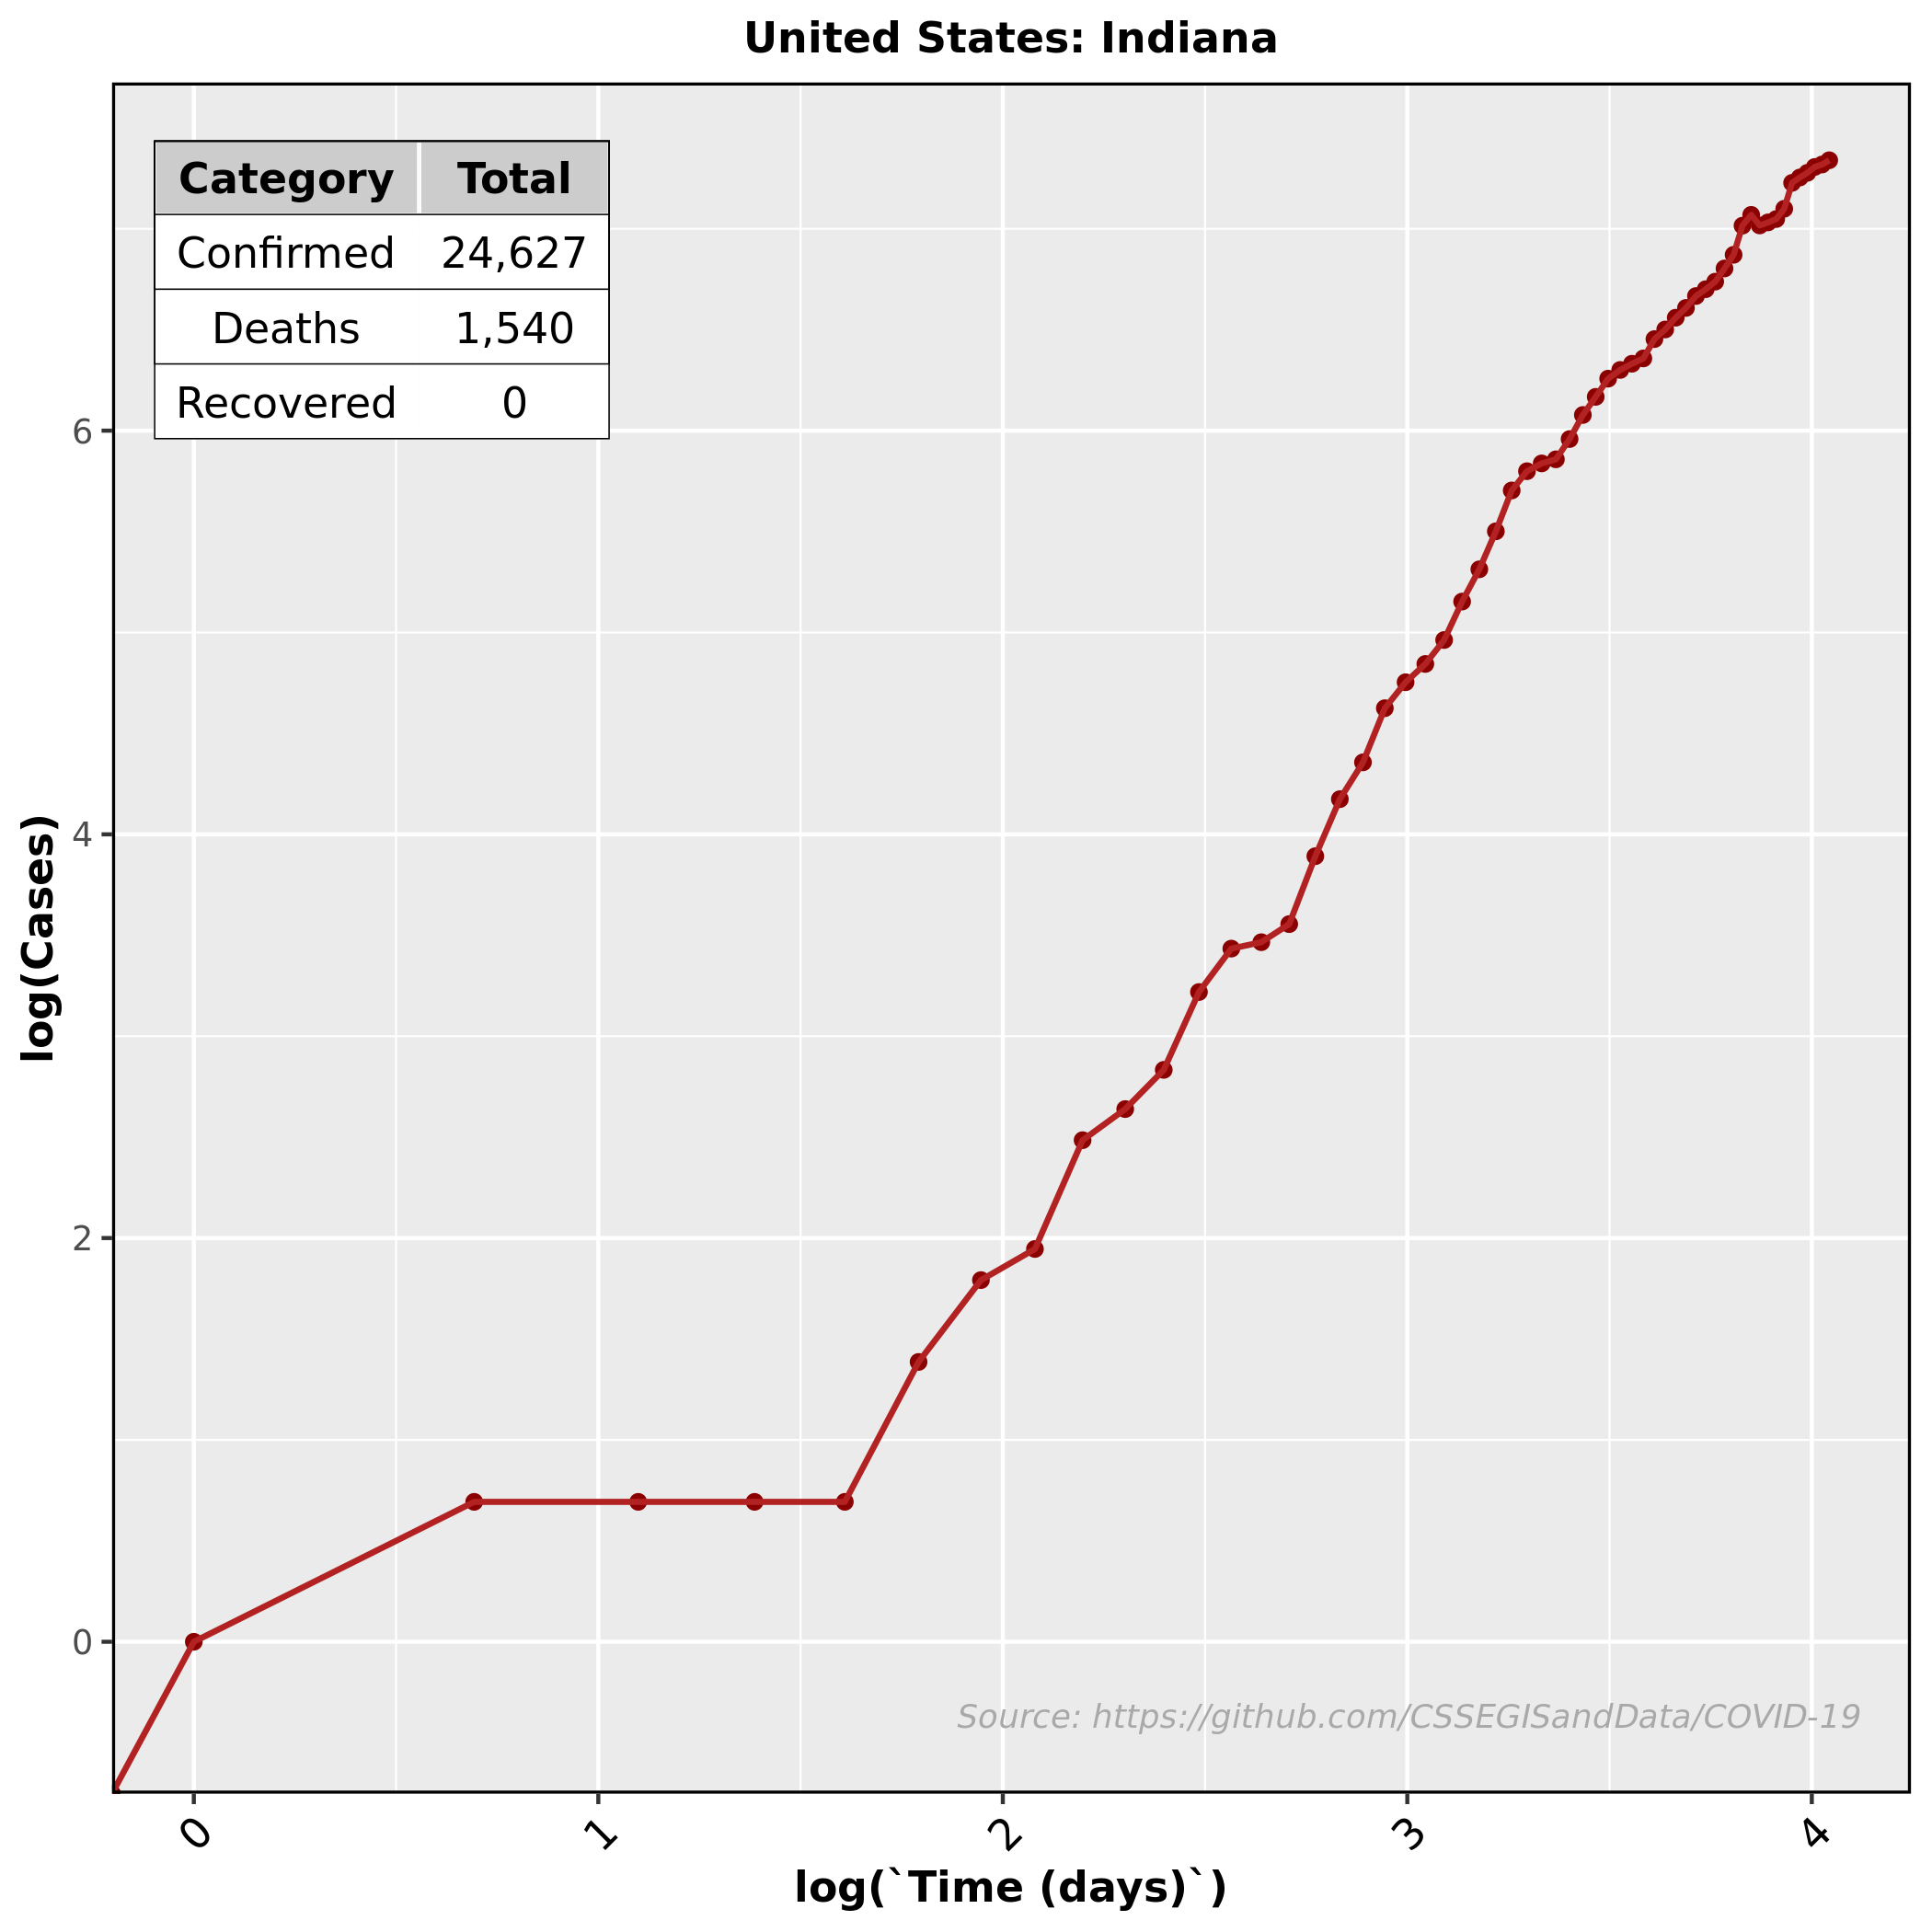 United States: Indiana
Category Total
Confirmed 24,627
Deaths 1,540
Recovered 0
6
4
2
0
log(Cases)
Source: https://github.com/CSSEGISandData/COVID-19
0 1 2 3 4
log(`Time (days)`)